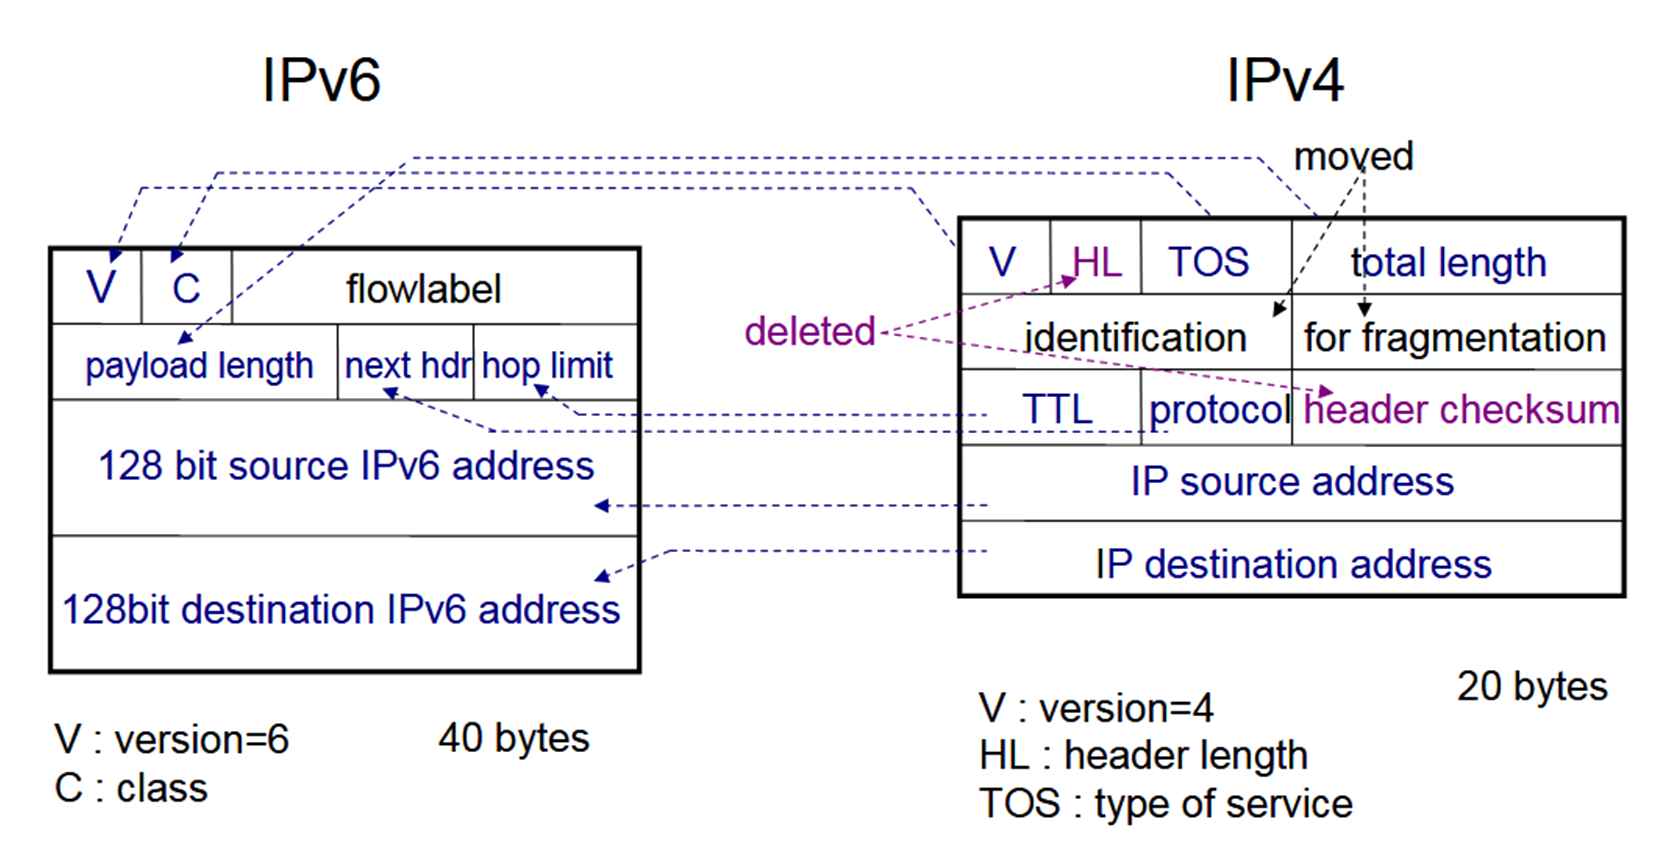 IPv6
IPv4
moved
V C flowlabel
payload length next hdr hop limit
128 bit source IPv6 address
128bit destination IPv6 address
V : version=6
C : class
40 bytes
deleted
V HL TOS total length
identification for fragmentation
TTL protocol header checksum
IP source address
IP destination address
20 bytes
V : version=4
HL : header length
TOS : type of service